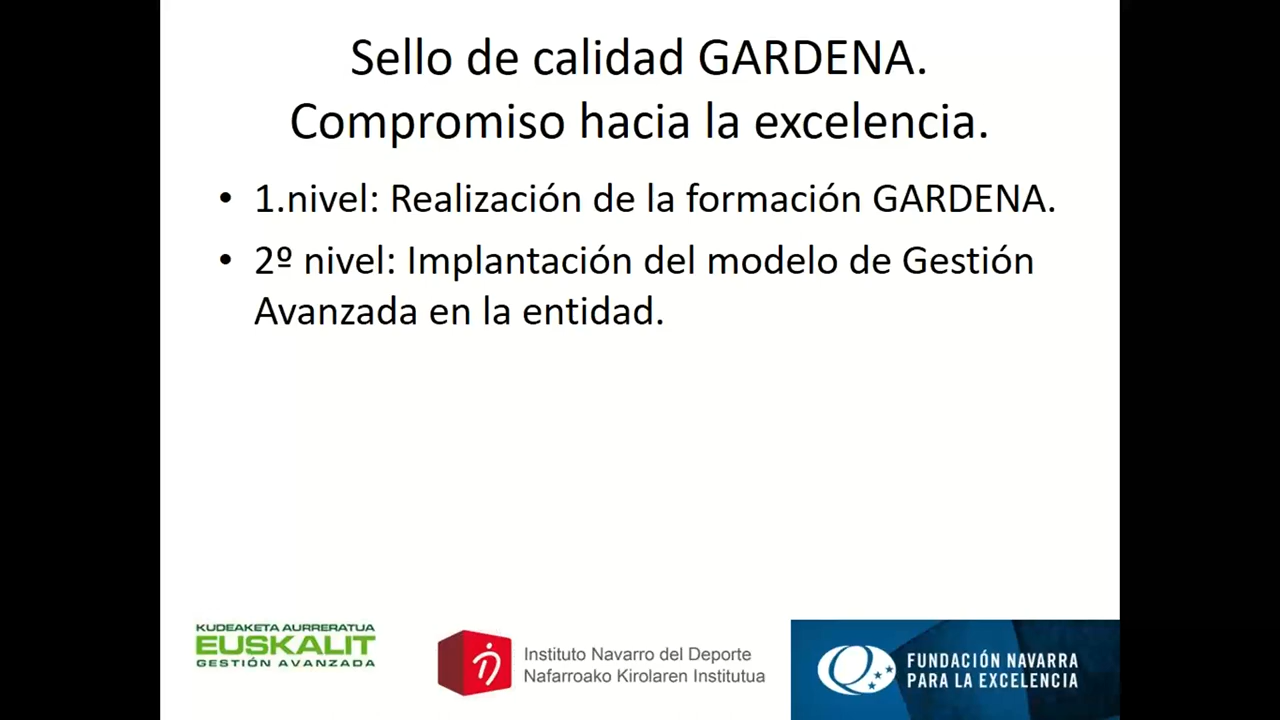 Sello de calidad GARDENA.
Compromiso hacia la excelencia.
• 1.nivel: Realización de la formación GARDENA.
• 2º nivel: Implantación del modelo de Gestión
Avanzada en la entidad.
KUDEAKETA AURRERATUA
EUSKALIT
GESTIÓN AVANZADA
Instituto Navarro del Deporte
Nafarroako Kirolaren Institutua
FUNDACIÓN NAVARRA
PARA LA EXCELENCIA